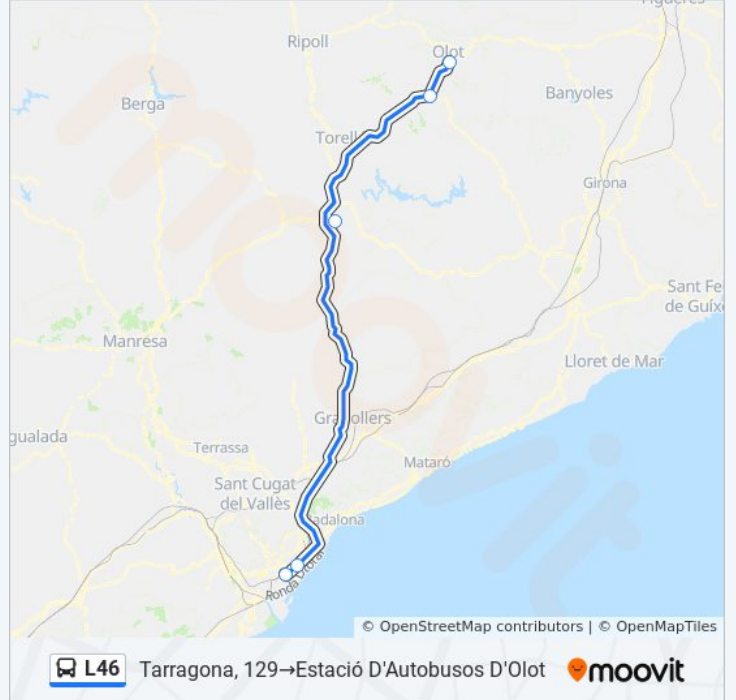 Figueres
Ripoll
Olot
Banyoles
Berga
Torell
Girona
Sant Fe
de Guíx
Manresa
Lloret de Mar
Granollers
gualada
Terrassa
Mataró
Sant Cugat
del Vallès
adalona
Ronda Litoral
© OpenStreetMap contributors | © OpenMapTiles
L46 Tarragona, 129→Estació D'Autobusos D'Olot moovit
moovit